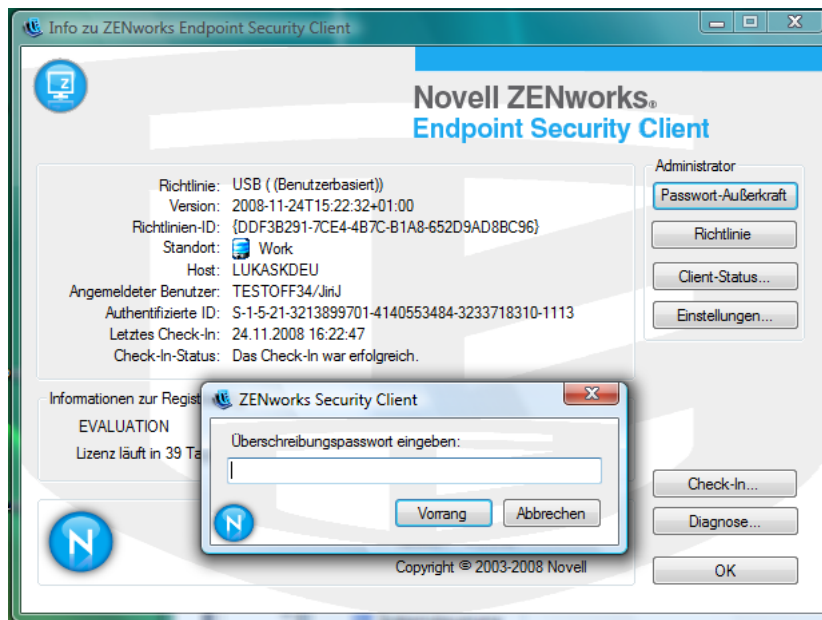 Info zu ZENworks Endpoint Security Client
Novell ZENworks®
Endpoint Security Client
Richtlinie: USB ( (Benutzerbasiert))
Version: 2008-11-24T15:22:32+01:00
Richtlinien-ID: {DDF3B291-7CE4-4B7C-B1A8-652D9AD8BC96}
Standort: Work
Host: LUKASKDEU
Angemeldeter Benutzer: TESTOFF34/JiriJ
Authentifizierte ID: S-1-5-21-3213899701-4140553484-3233718310-1113
Letztes Check-In: 24.11.2008 16:22:47
Check-In-Status: Das Check-In war erfolgreich.
Administrator
Passwort-Außerkraft
Richtlinie
Client-Status...
Einstellungen...
Informationen zur Regist
EVALUATION
Lizenz läuft in 39 Ta
ZENworks Security Client
Überschreibungspasswort eingeben:
Vorrang
Abbrechen
Check-In...
Diagnose...
Copyright © 2003-2008 Novell
OK